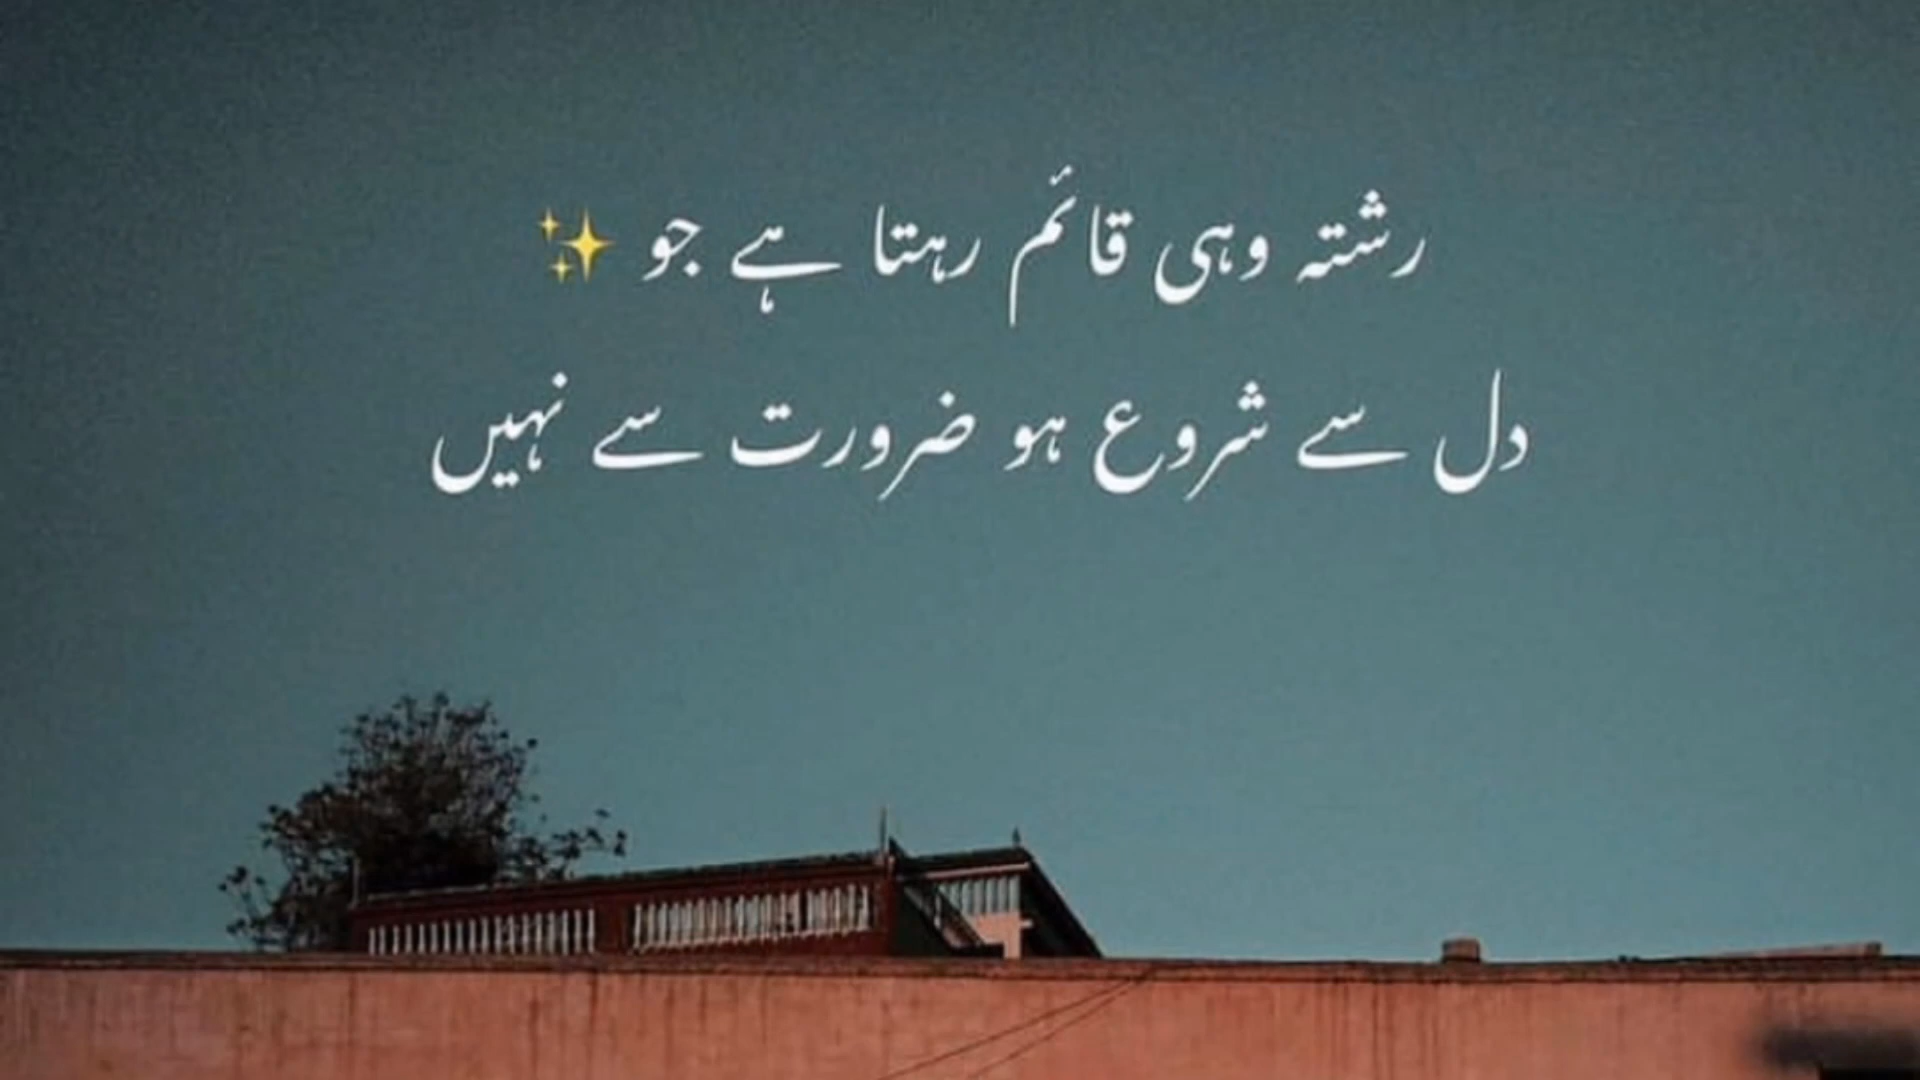 رشتہ وہی قائم رہتا ہے جو ✨
دل سے شروع ہو ضرورت سے نہیں